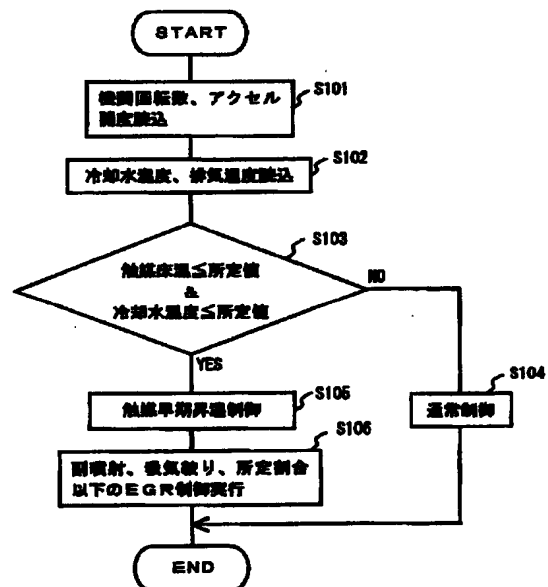 START
機関回転数、アクセル
開度読込
S101
冷却水温度、排気温度読込
S102
S103
触媒床温≦所定値
&
冷却水温度≦所定値
NO
YES
S104
通常制御
S105
触媒早期昇温制御
S106
副噴射、吸気絞り、所定割合
以下のEGR制御実行
END